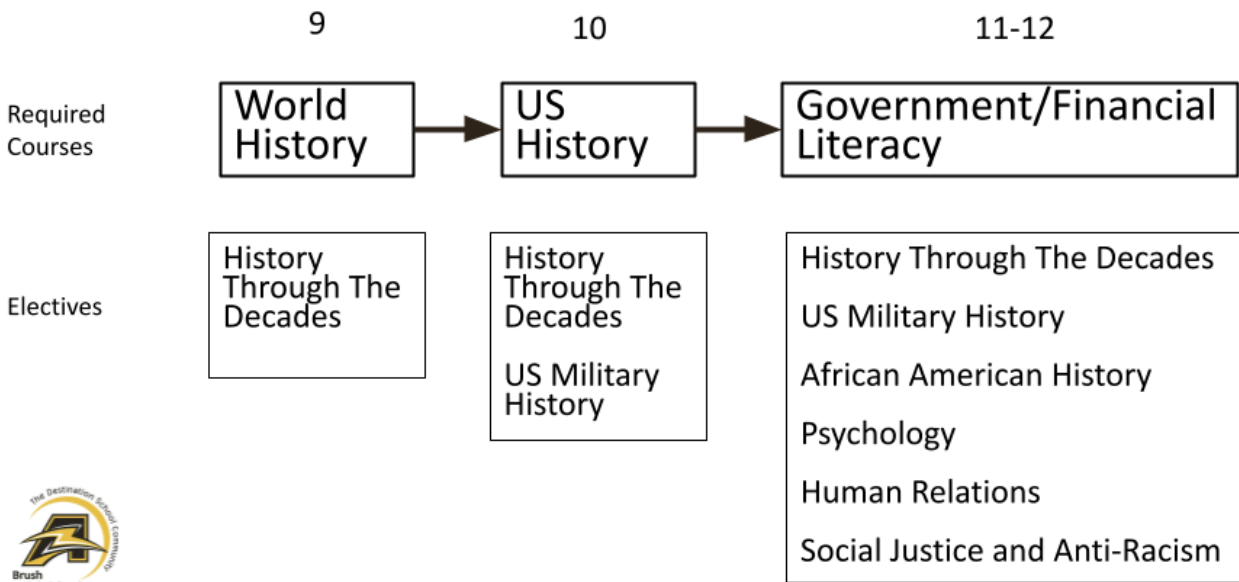 9
10
11-12
Required
Courses
World
History
US
History
Government/Financial
Literacy
Electives
History
Through The
Decades
History
Through The
Decades
US Military
History
History Through The Decades
US Military History
African American History
Psychology
Human Relations
Social Justice and Anti-Racism
The Destination School Community
Brush